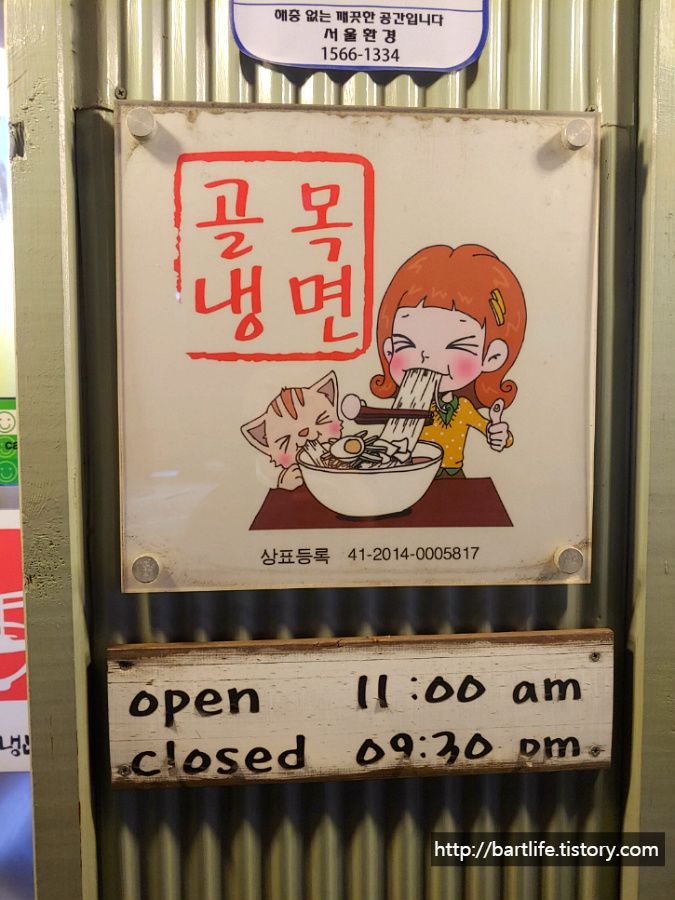 해충 없는 깨끗한 공간입니다
서울환경
1566-1334
골목
냉면
상표등록 41-2014-0005817
open 11:00 am
closed 09:30 pm
http://bartlife.tistory.com